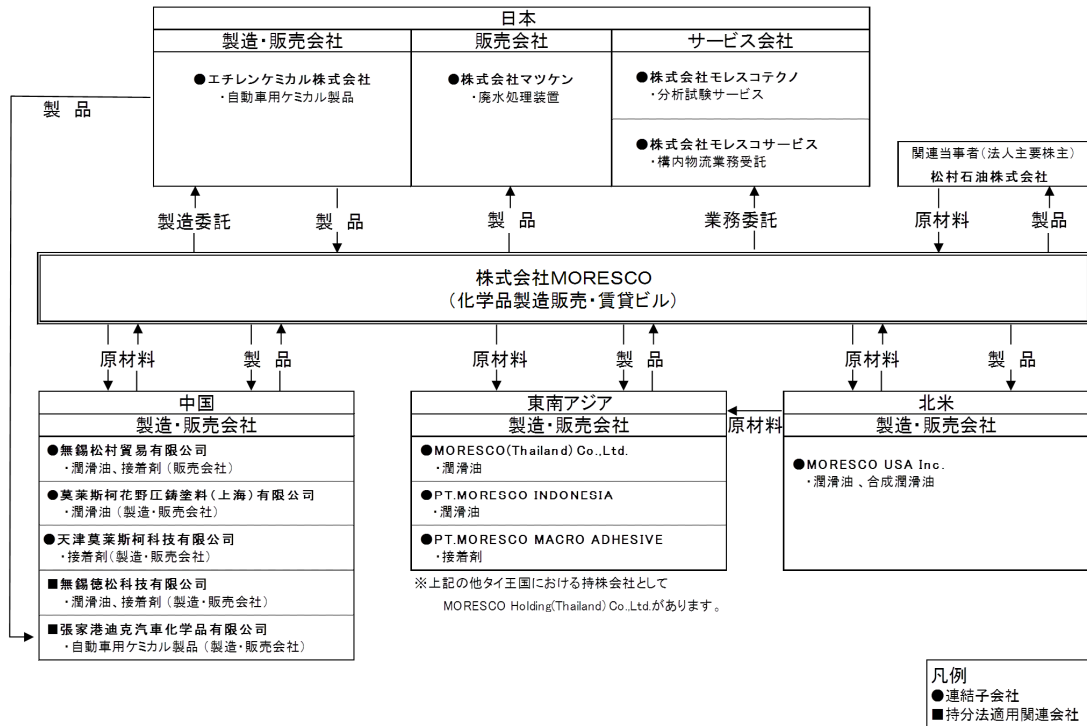 日本
製造・販売会社
販売会社
サービス会社
●エチレンケミカル株式会社
・自動車用ケミカル製品
●株式会社マツケン
・廃水処理装置
●株式会社モレスコテクノ
・分析試験サービス
●株式会社モレスコサービス
・構内物流業務受託
製 品
関連当事者(法人主要株主)
松村石油株式会社
製造委託
製 品
製 品
業務委託
原材料
製品
株式会社MORESCO
(化学品製造販売・賃貸ビル)
原材料
製 品
原材料
製 品
原材料
製 品
中国
製造・販売会社
●無錫松村貿易有限公司
・潤滑油、接着剤(販売会社)
●莫莱斯柯花野圧鋳塗料(上海)有限公司
・潤滑油(製造・販売会社)
●天津莫莱斯柯科技有限公司
・接着剤(製造・販売会社)
■無錫徳松科技有限公司
・潤滑油、接着剤(製造・販売会社)
■張家港迪克汽車化学品有限公司
・自動車用ケミカル製品(製造・販売会社)
東南アジア
製造・販売会社
●MORESCO(Thailand) Co.,Ltd.
・潤滑油
●PT.MORESCO INDONESIA
・潤滑油
●PT.MORESCO MACRO ADHESIVE
・接着剤
※上記の他タイ王国における持株会社として
MORESCO Holding(Thailand) Co.,Ltd.があります。
原材料
北米
製造・販売会社
●MORESCO USA Inc.
・潤滑油、合成潤滑油
凡例
●連結子会社
■持分法適用関連会社